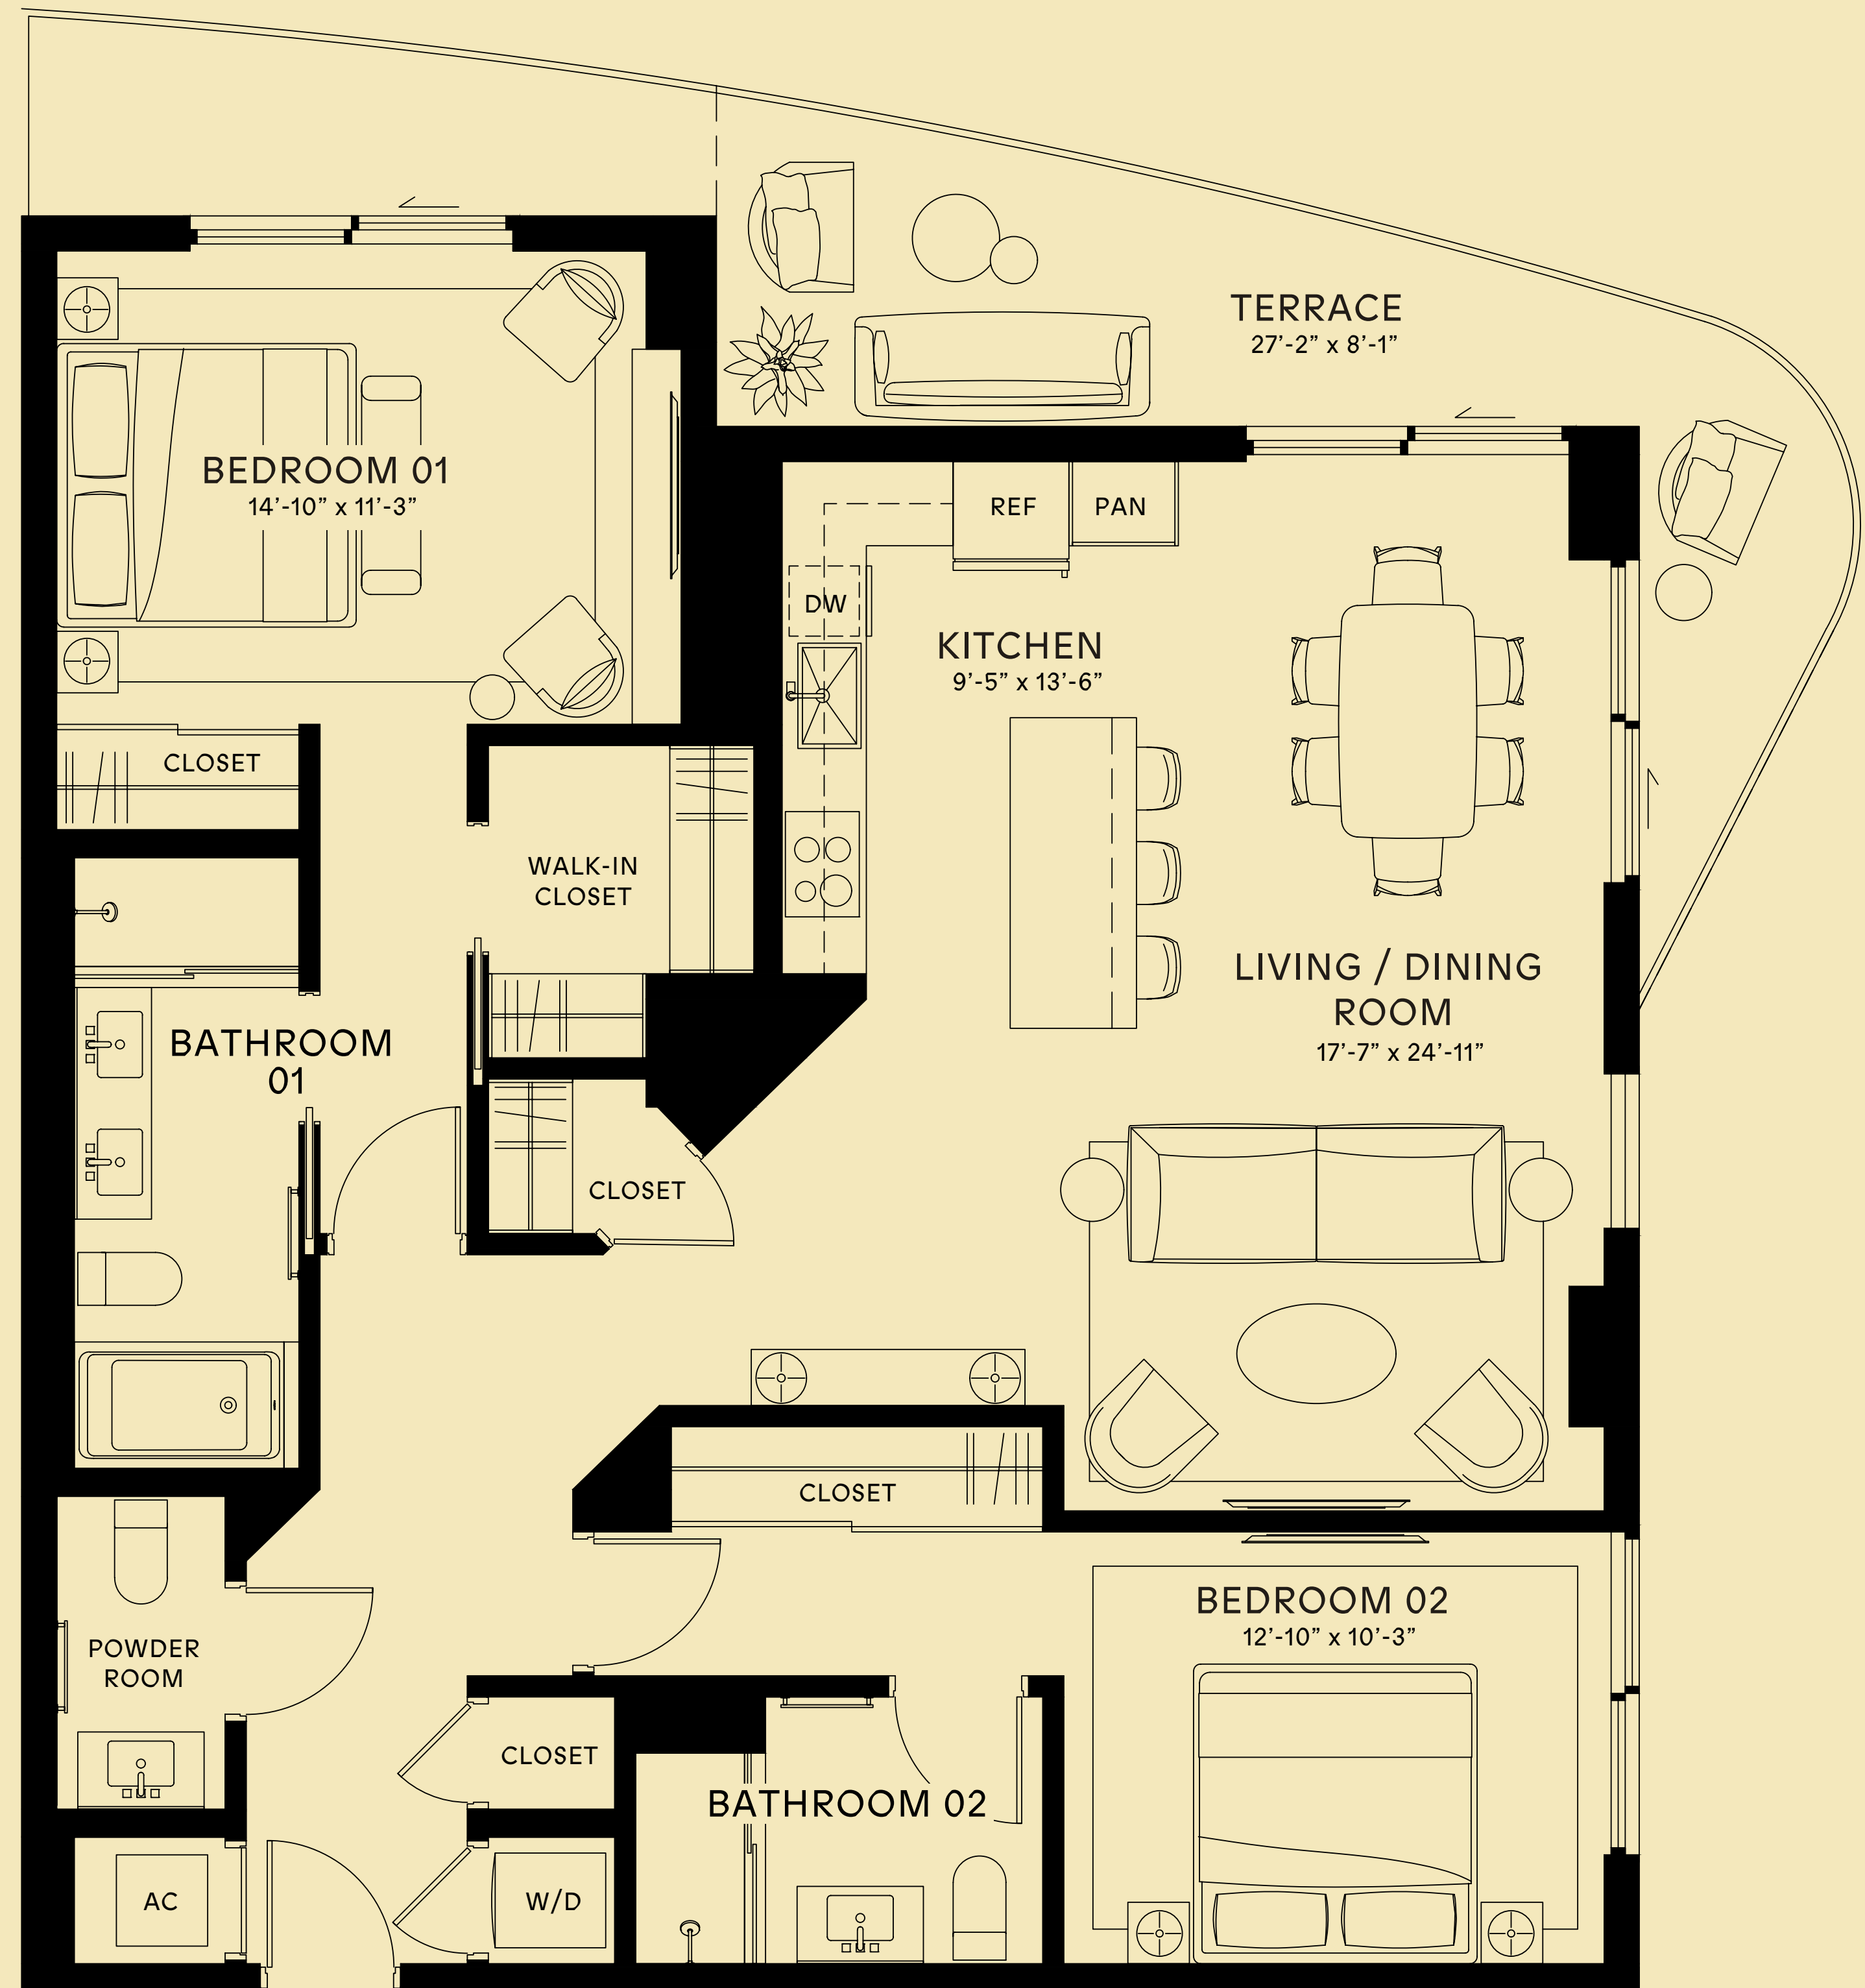 TERRACE
27’-2” x 8’-1”
BEDROOM 01
14’-10” x 11’-3”
REF
PAN
DW
KITCHEN
9’-5” x 13’-6”
CLOSET
WALK-IN
CLOSET
LIVING / DINING
ROOM
17’-7” x 24’-11”
BATHROOM
01
CLOSET
CLOSET
BEDROOM 02
12’-10” x 10’-3”
POWDER
ROOM
CLOSET
BATHROOM 02
AC
W/D